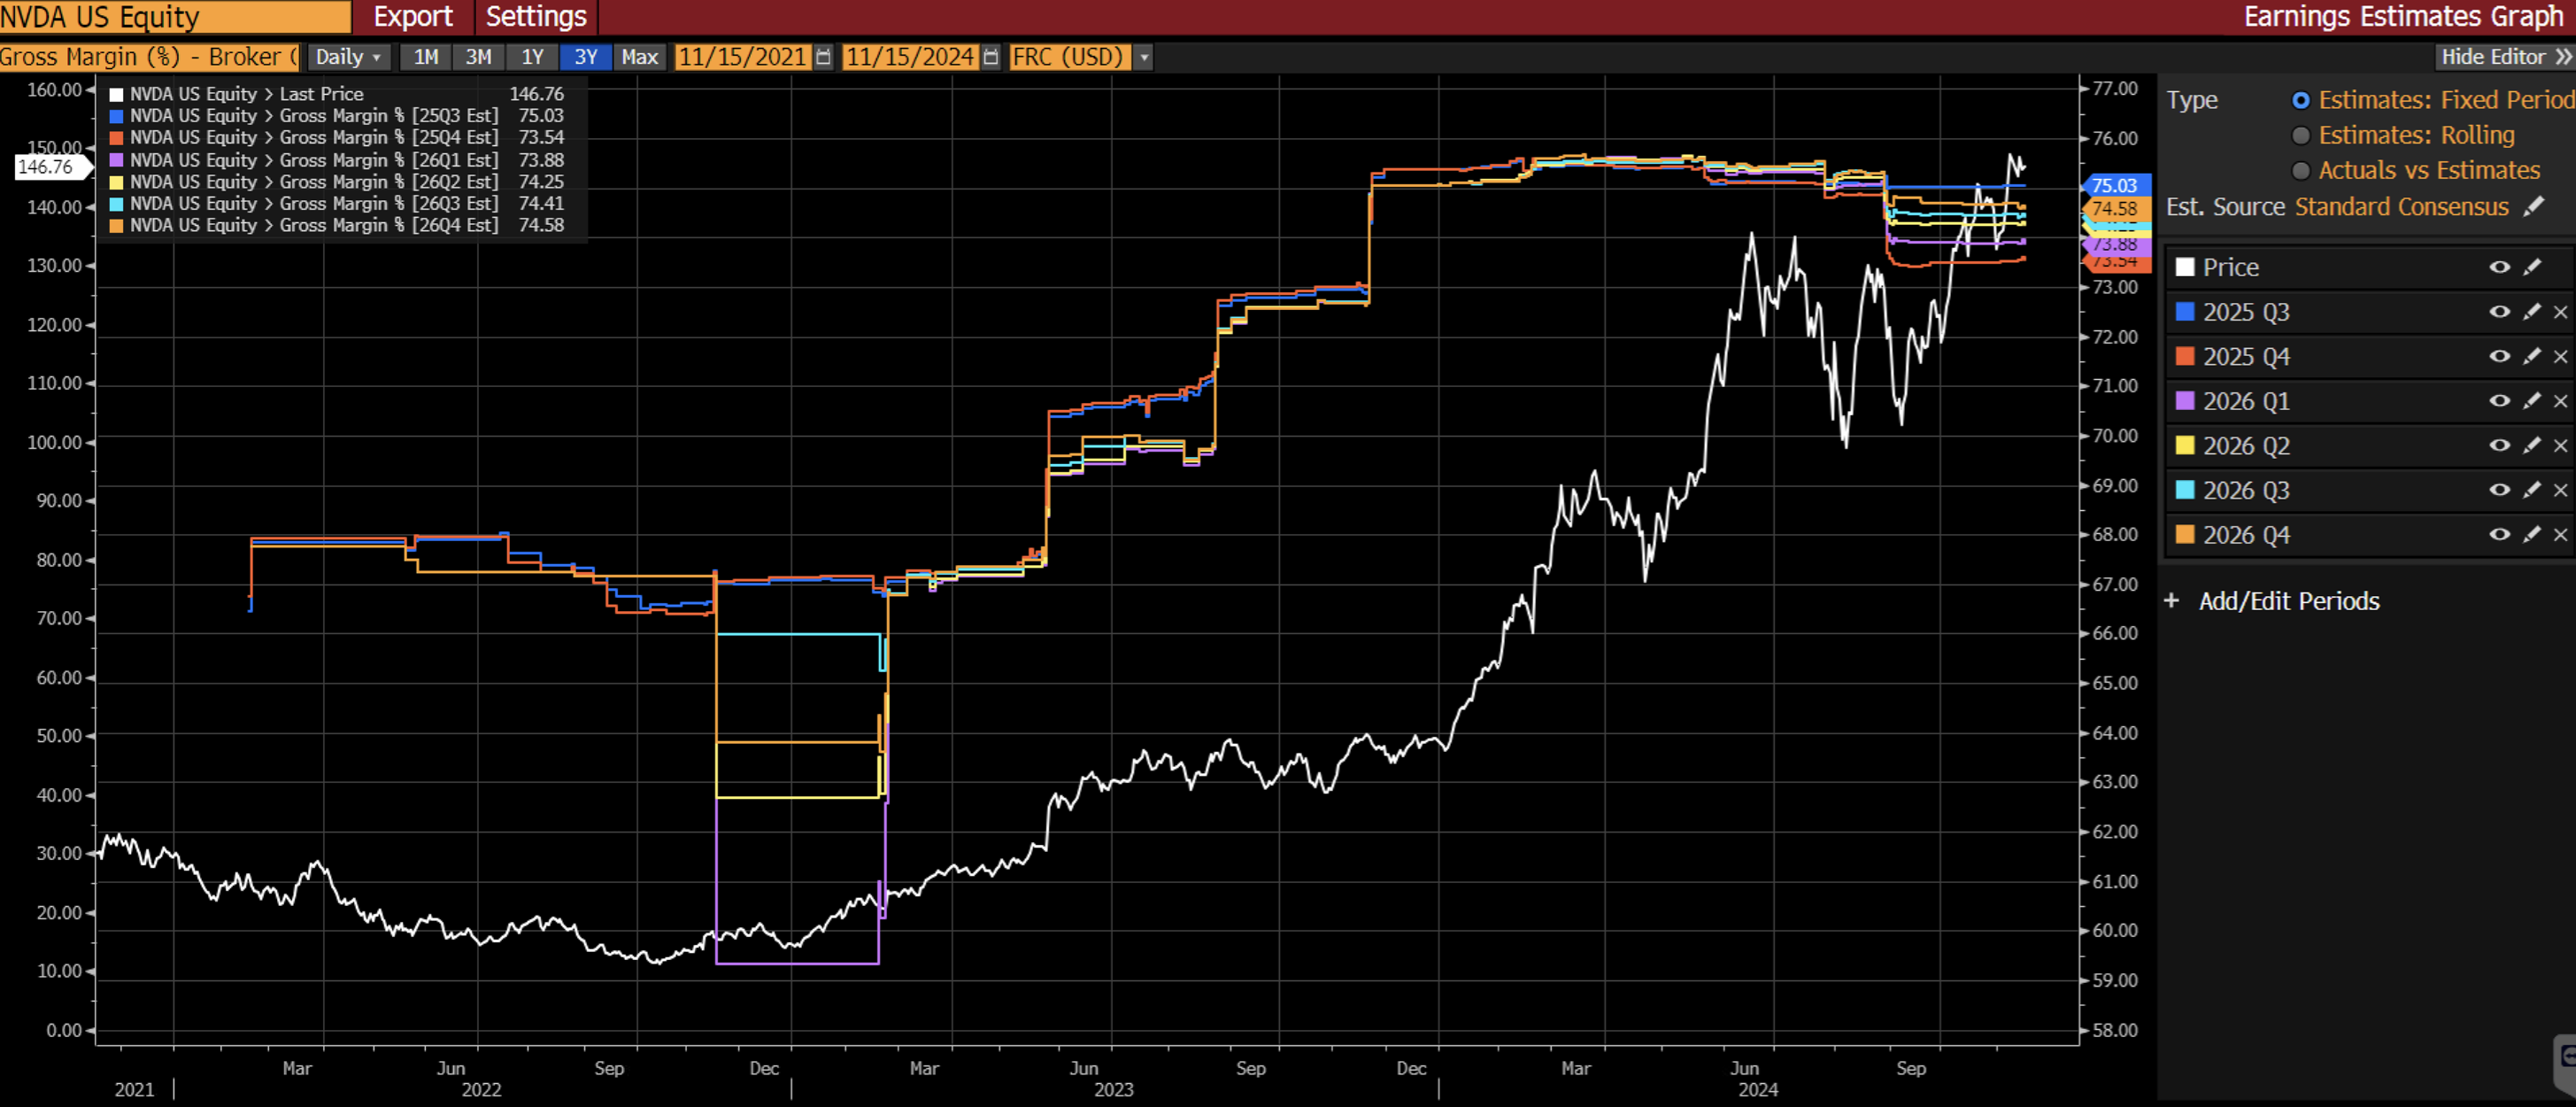 NVDA US Equity Export Settings Earnings Estimates Graph
Gross Margin (%) - Broker ( Daily 1M 3M 1Y 3Y Max 11/15/2021 11/15/2024 FRC (USD) Hide Editor
NVDA US Equity > Last Price 146.76
NVDA US Equity > Gross Margin % [25Q3 Est] 75.03
NVDA US Equity > Gross Margin % [25Q4 Est] 73.54
NVDA US Equity > Gross Margin % [26Q1 Est] 73.88
NVDA US Equity > Gross Margin % [26Q2 Est] 74.25
NVDA US Equity > Gross Margin % [26Q3 Est] 74.41
NVDA US Equity > Gross Margin % [26Q4 Est] 74.58
160.00
150.00
146.76
140.00
130.00
120.00
110.00
100.00
90.00
80.00
70.00
60.00
50.00
40.00
30.00
20.00
10.00
0.00
77.00
76.00
75.03
74.58
73.88
73.54
73.00
72.00
71.00
70.00
69.00
68.00
67.00
66.00
65.00
64.00
63.00
62.00
61.00
60.00
59.00
58.00
Mar Jun Sep Dec Mar Jun Sep Dec Mar Jun Sep
2021 2022 2023 2024
Type Estimates: Fixed Period
Estimates: Rolling
Actuals vs Estimates
Est. Source Standard Consensus
Price
2025 Q3
2025 Q4
2026 Q1
2026 Q2
2026 Q3
2026 Q4
+ Add/Edit Periods